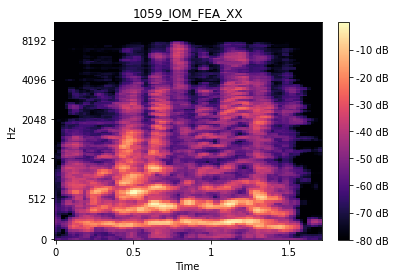 1059_IOM_FEA_XX
8192
4096
2048
1024
512
0
Hz
0
0.5
1
1.5
Time
-10 dB
-20 dB
-30 dB
-40 dB
-50 dB
-60 dB
-70 dB
-80 dB